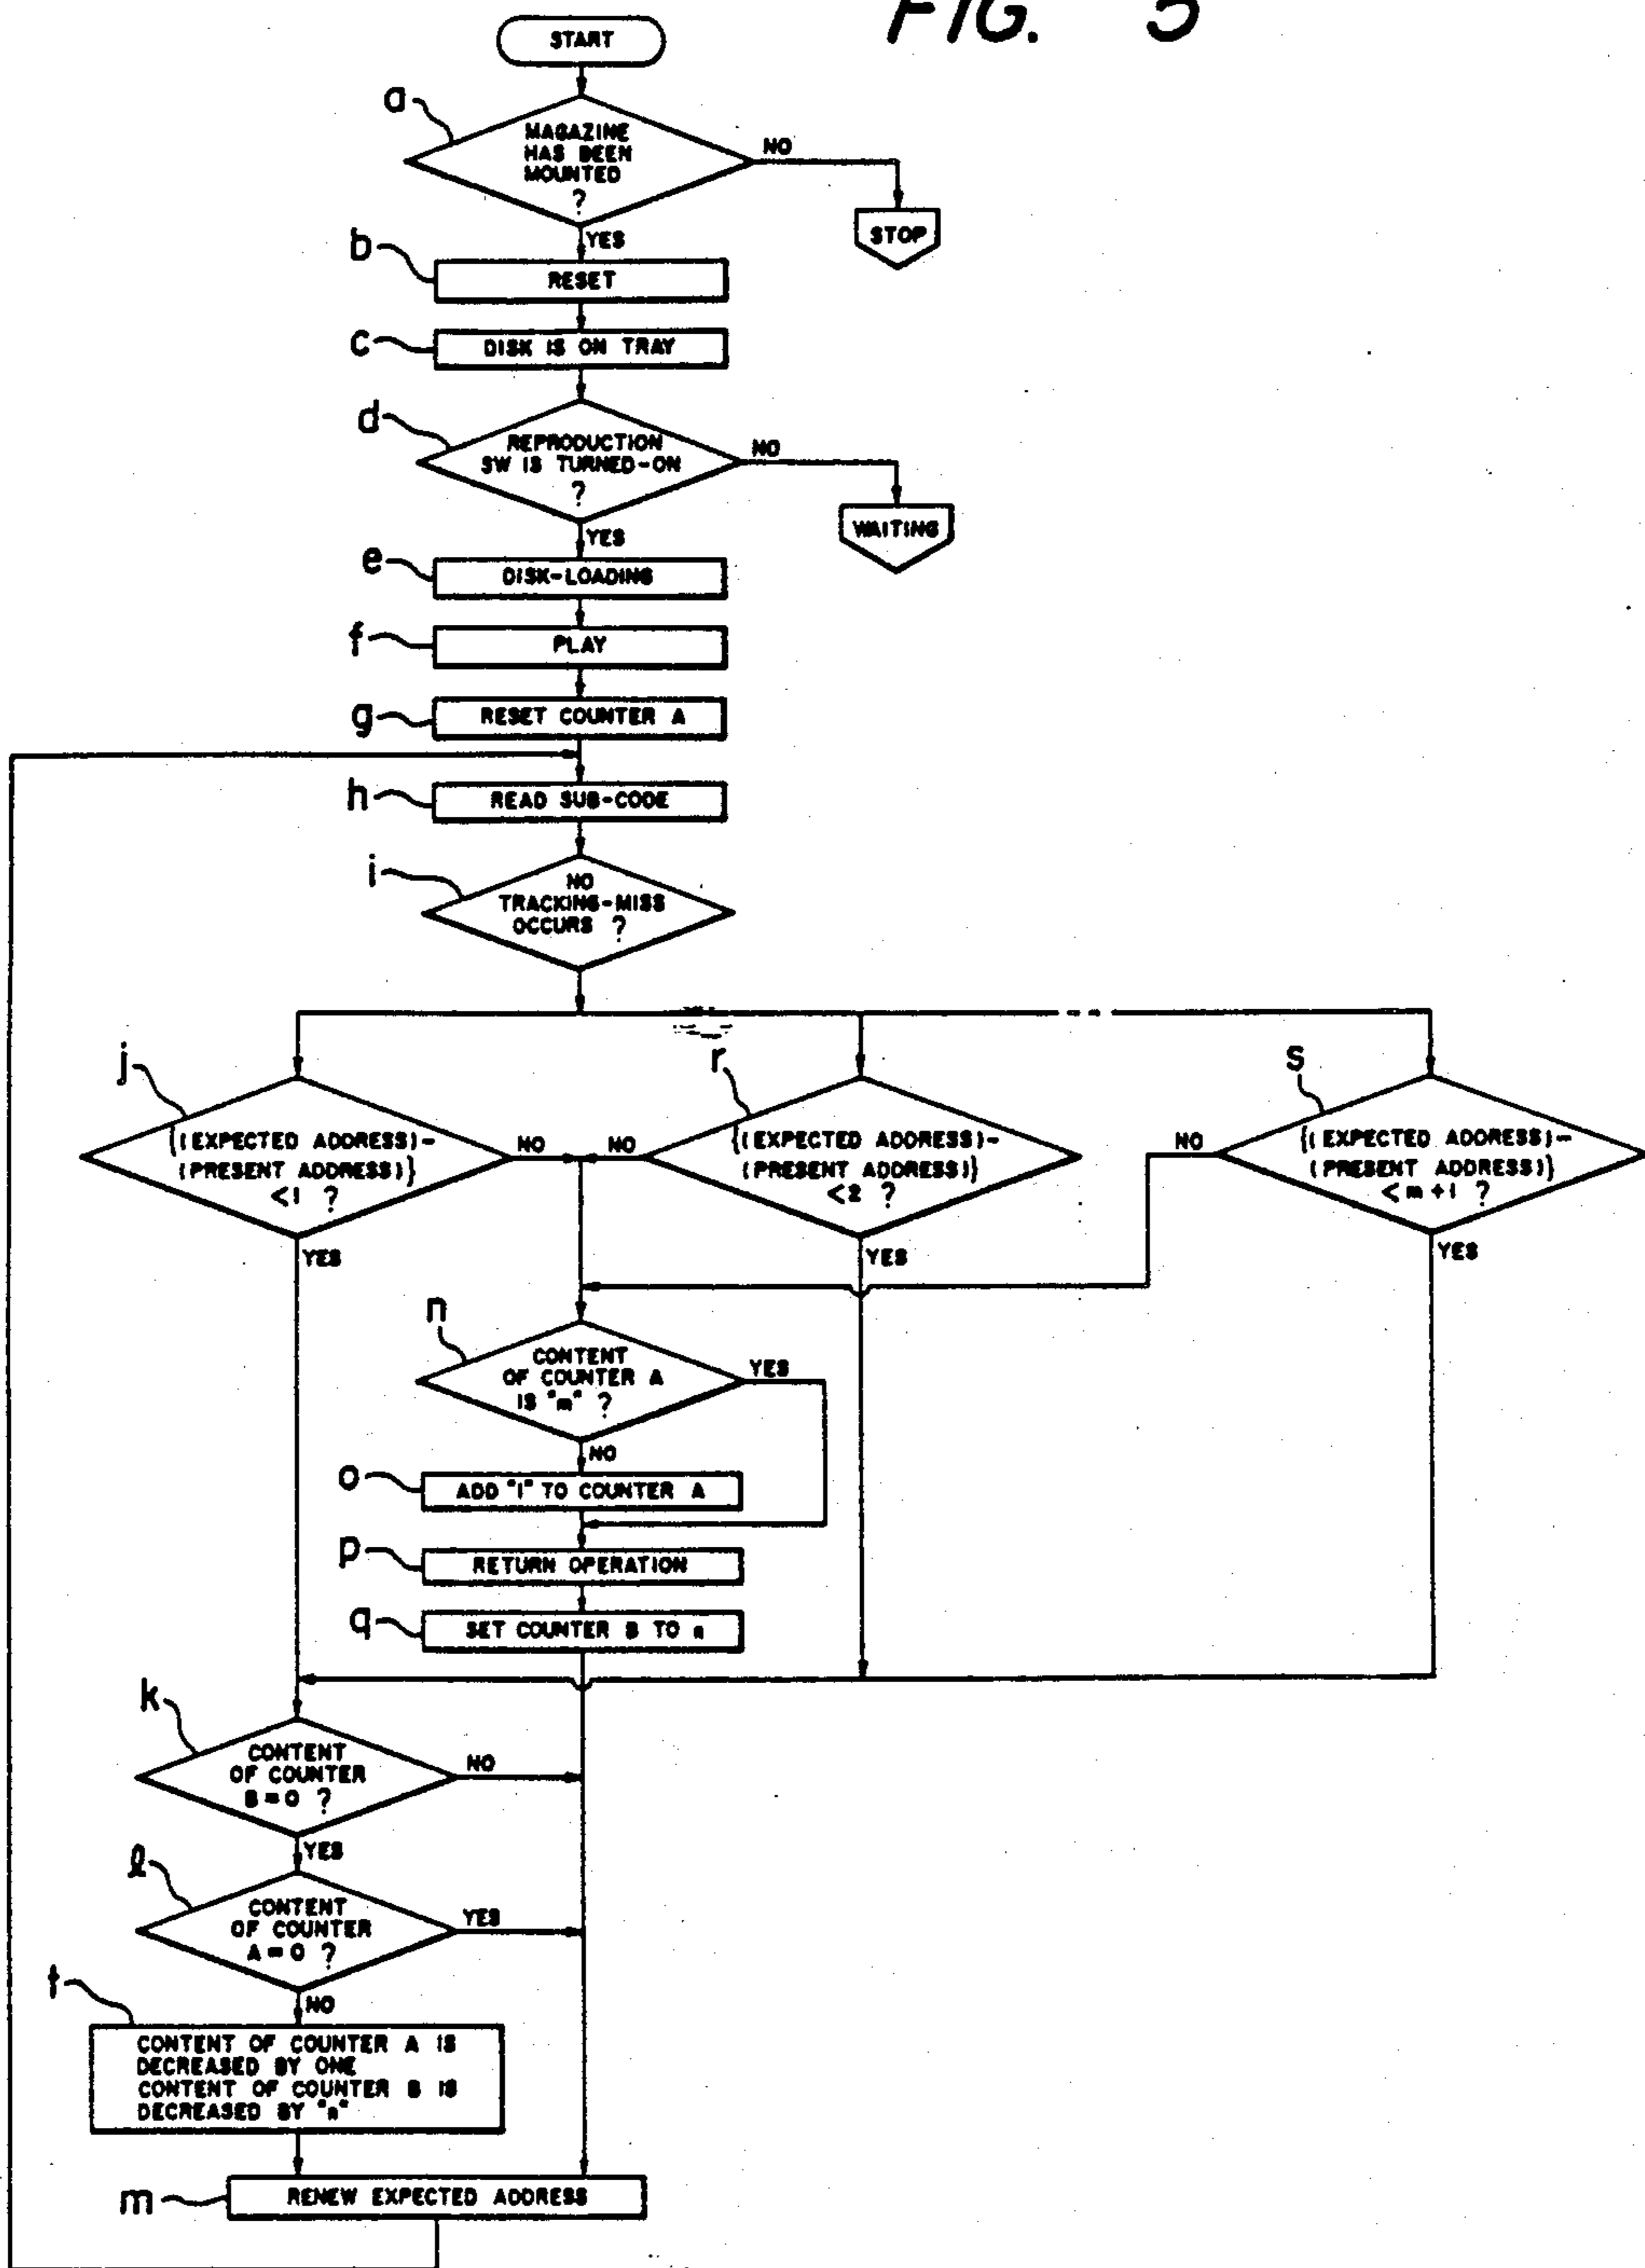 FIG. 5
START
a
MAGAZINE
HAS BEEN
MOUNTED
?
NO
STOP
YES
b
RESET
c
DISK IS ON TRAY
d
REPRODUCTION
SW IS TURNED-ON
?
NO
WAITING
YES
e
DISK-LOADING
f
PLAY
g
RESET COUNTER A
h
READ SUB-CODE
i
NO
TRACKING-MISS
OCCURS ?
j
{(EXPECTED ADDRESS)-
(PRESENT ADDRESS)}
<1 ?
NO
YES
r
{(EXPECTED ADDRESS)-
(PRESENT ADDRESS)}
<2 ?
NO
YES
s
{(EXPECTED ADDRESS)-
(PRESENT ADDRESS)}
<m+1 ?
NO
YES
n
CONTENT
OF COUNTER A
IS "m" ?
YES
NO
o
ADD "1" TO COUNTER A
p
RETURN OPERATION
q
SET COUNTER B TO n
k
CONTENT
OF COUNTER
B=0 ?
NO
YES
l
CONTENT
OF COUNTER
A=0 ?
YES
NO
t
CONTENT OF COUNTER A IS
DECREASED BY ONE
CONTENT OF COUNTER B IS
DECREASED BY "n"
m
RENEW EXPECTED ADDRESS